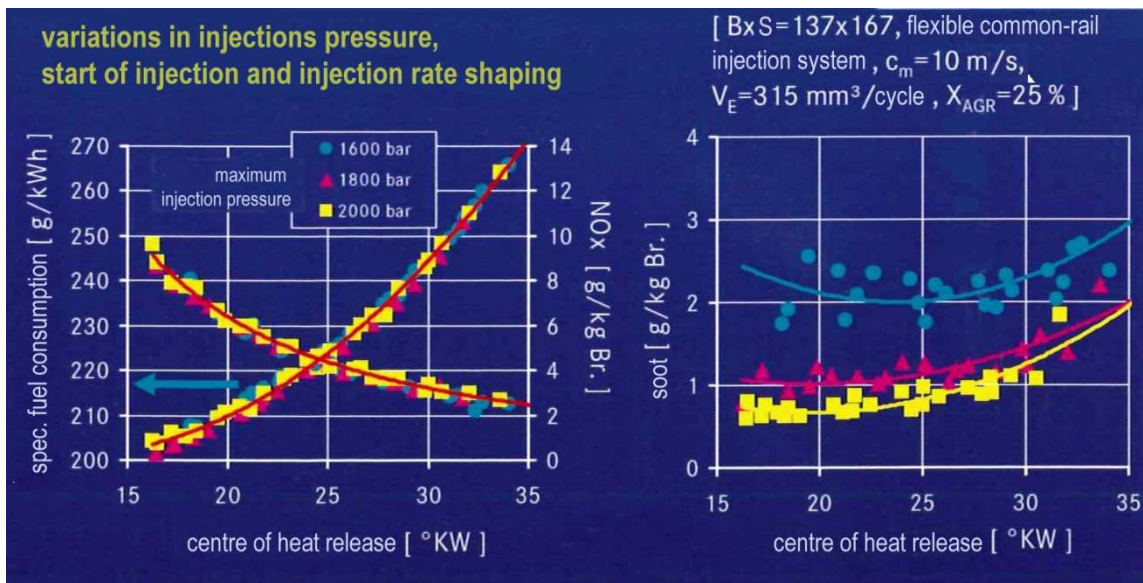 variations in injections pressure,
start of injection and injection rate shaping
[ BxS=137x167, flexible common-rail
injection system , cm=10 m/s,
VE=315 mm³/cycle , XAGR=25 % ]
spec. fuel consumption [ g/kWh ]
270
260
250
240
230
220
210
200
maximum
injection pressure
1600 bar
1800 bar
2000 bar
14
12
10
8
6
4
2
0
NOx [ g/kg Br. ]
15 20 25 30 35
centre of heat release [ °KW ]
soot [ g/kg Br. ]
4
3
2
1
0
15 20 25 30 35
centre of heat release [ °KW ]